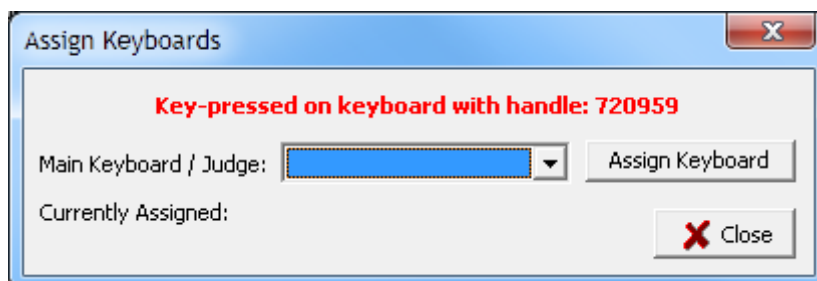 Assign Keyboards
Key-pressed on keyboard with handle: 720959
Main Keyboard / Judge:
Assign Keyboard
Currently Assigned:
Close